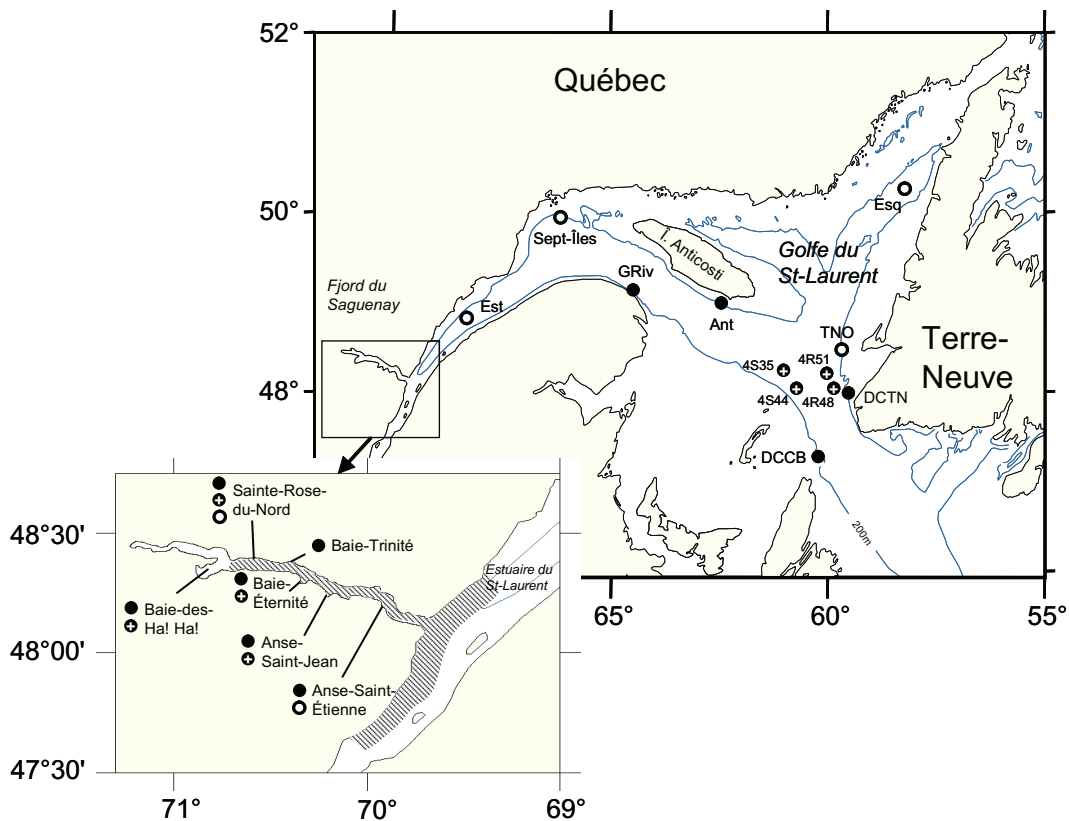 52°
Québec
50°
Esq
Sept-Îles
Î. Anticosti
Golfe du
St-Laurent
GRiv
Fjord du
Saguenay
Est
Ant
TNO
Terre-
Neuve
4S35
4R51
48°
4S44
4R48
DCTN
DCCB
200m
65°
60°
55°
Sainte-Rose-
du-Nord
48°30'
Baie-Trinité
Estuaire du
St-Laurent
Baie-
Éternité
Baie-des-
Ha! Ha!
Anse-
Saint-Jean
48°00'
Anse-Saint-
Étienne
47°30'
71°
70°
69°